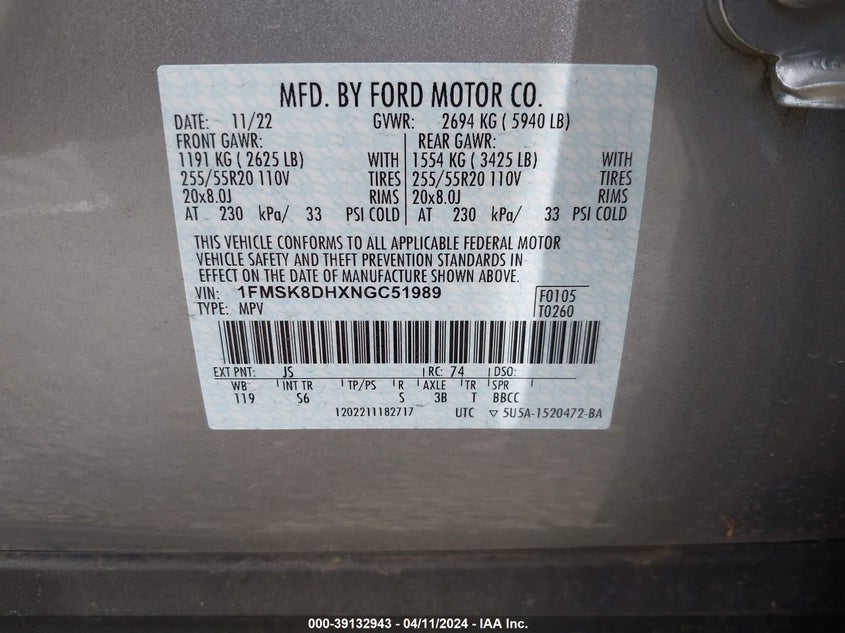 MFD. BY FORD MOTOR CO.
DATE: 11/22 GVWR: 2694 KG ( 5940 LB)
FRONT GAWR: REAR GAWR:
1191 KG ( 2625 LB) WITH 1554 KG ( 3425 LB) WITH
255/55R20 110V TIRES 255/55R20 110V TIRES
20x8.0J RIMS 20x8.0J RIMS
AT 230 kPa/ 33 PSI COLD AT 230 kPa/ 33 PSI COLD
THIS VEHICLE CONFORMS TO ALL APPLICABLE FEDERAL MOTOR
VEHICLE SAFETY AND THEFT PREVENTION STANDARDS IN
EFFECT ON THE DATE OF MANUFACTURE SHOWN ABOVE.
VIN: 1FMSK8DHXNGC51989 F0105
TYPE: MPV T0260
EXT PNT: JS RC: 74 DSO:
WB INT TR TP/PS R AXLE TR SPR
119 S6 S 3B T BBCC
1202211182717 UTC ▽ 5U5A-1520472-BA
000-39132943 - 04/11/2024 - IAA Inc.